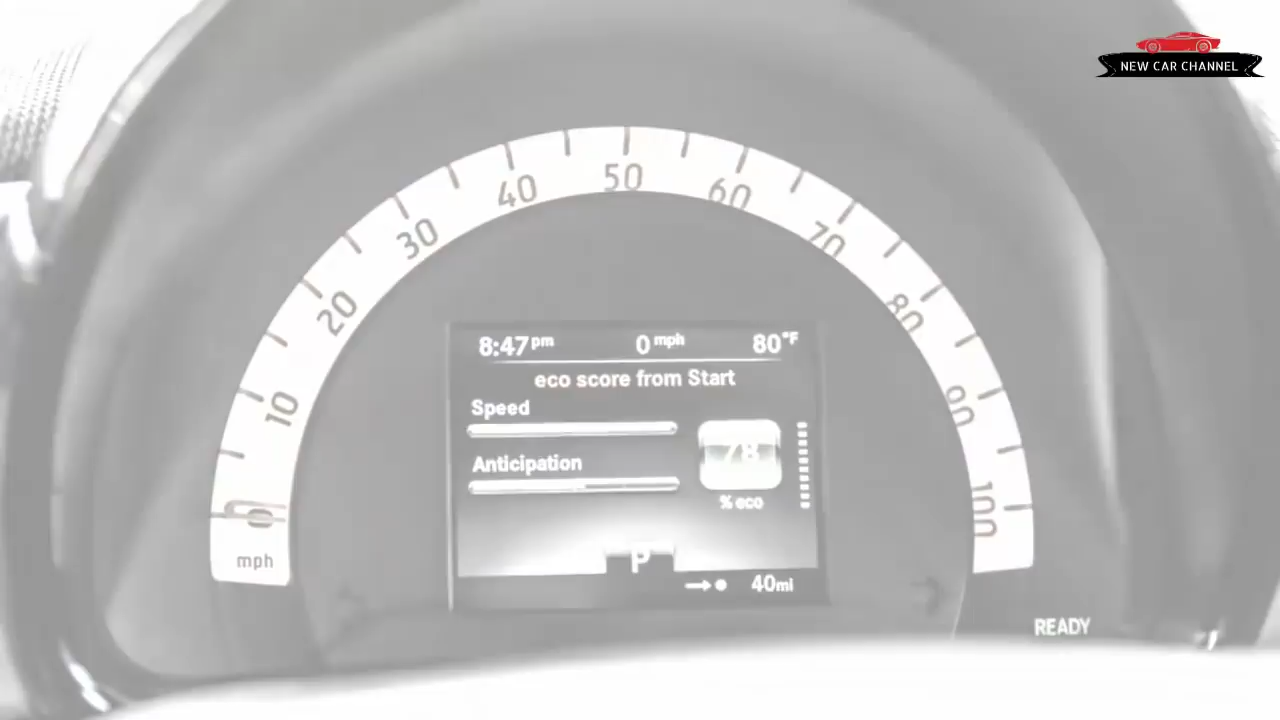 NEW CAR CHANNEL
50
40
60
30
70
20
80
10
90
100
0
mph
8:47pm 0 mph 80°F
eco score from Start
Speed
Anticipation
78
% eco
P
40mi
READY